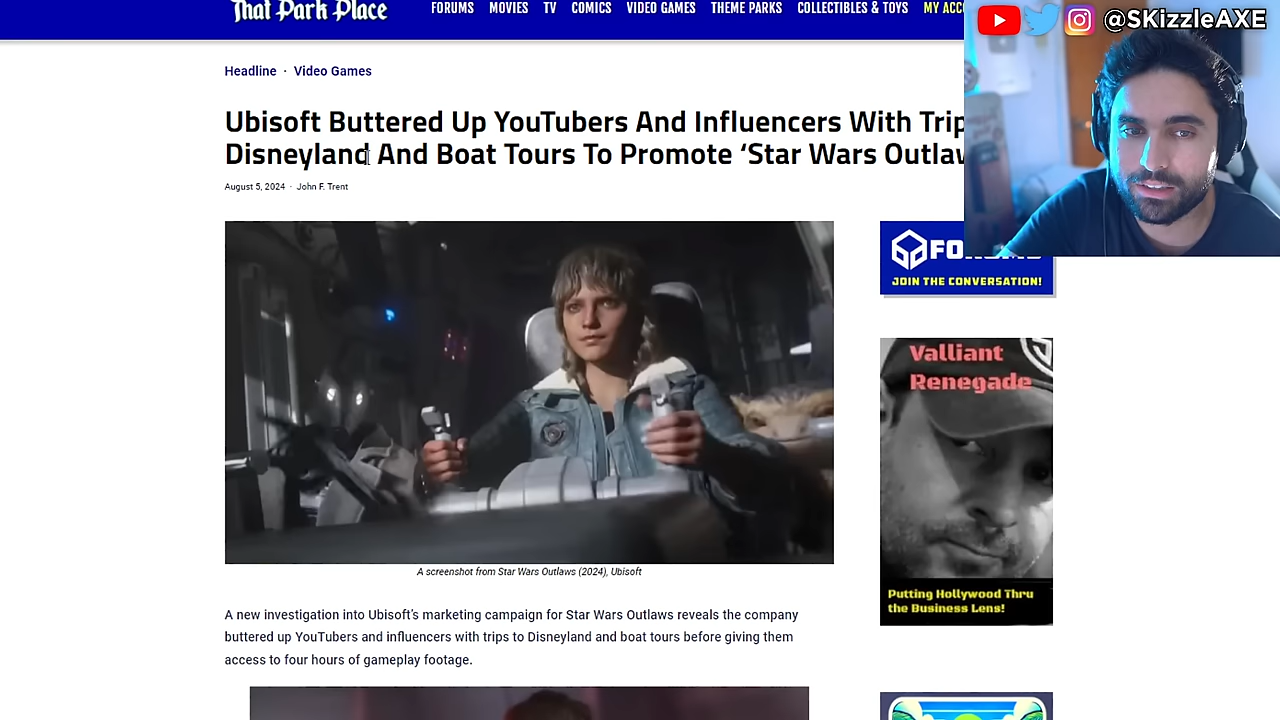 That Park Place
FORUMS MOVIES TV COMICS VIDEO GAMES THEME PARKS COLLECTIBLES & TOYS MY
@SKizzleAXE
Headline · Video Games
Ubisoft Buttered Up YouTubers And Influencers With
Disneyland And Boat Tours To Promote ‘Star Wars
August 5, 2024 · John F. Trent
JOIN THE CONVERSATION!
Valliant
Renegade
Putting Hollywood Thru
the Business Lens!
A screenshot from Star Wars Outlaws (2024), Ubisoft
A new investigation into Ubisoft’s marketing campaign for Star Wars Outlaws reveals the company
buttered up YouTubers and influencers with trips to Disneyland and boat tours before giving them
access to four hours of gameplay footage.